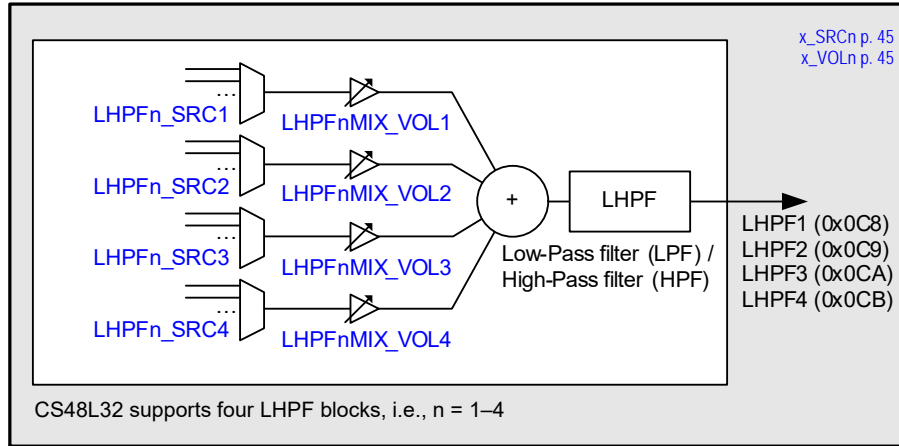 x_SRCn p. 45
x_VOLn p. 45
...
LHPFn_SRC1
LHPFnMIX_VOL1
...
LHPFn_SRC2
LHPFnMIX_VOL2
...
LHPFn_SRC3
LHPFnMIX_VOL3
...
LHPFn_SRC4
LHPFnMIX_VOL4
+
LHPF
Low-Pass filter (LPF) /
High-Pass filter (HPF)
LHPF1 (0x0C8)
LHPF2 (0x0C9)
LHPF3 (0x0CA)
LHPF4 (0x0CB)
CS48L32 supports four LHPF blocks, i.e., n = 1–4